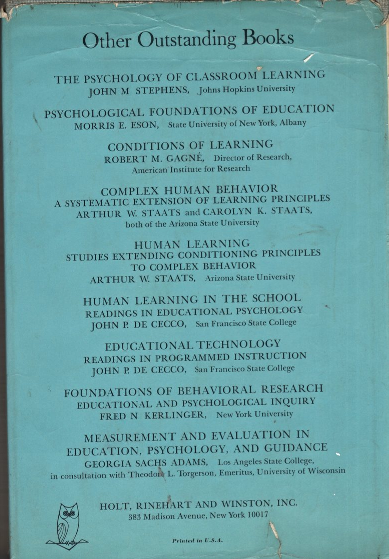 Other Outstanding Books
THE PSYCHOLOGY OF CLASSROOM LEARNING
JOHN M STEPHENS, Johns Hopkins University
PSYCHOLOGICAL FOUNDATIONS OF EDUCATION
MORRIS E. ESON, State University of New York, Albany
CONDITIONS OF LEARNING
ROBERT M. GAGNÉ, Director of Research,
American Institute for Research
COMPLEX HUMAN BEHAVIOR
A SYSTEMATIC EXTENSION OF LEARNING PRINCIPLES
ARTHUR W. STAATS and CAROLYN K. STAATS,
both of the Arizona State University
HUMAN LEARNING
STUDIES EXTENDING CONDITIONING PRINCIPLES
TO COMPLEX BEHAVIOR
ARTHUR W. STAATS, Arizona State University
HUMAN LEARNING IN THE SCHOOL
READINGS IN EDUCATIONAL PSYCHOLOGY
JOHN P. DE CECCO, San Francisco State College
EDUCATIONAL TECHNOLOGY
READINGS IN PROGRAMMED INSTRUCTION
JOHN P. DE CECCO, San Francisco State College
FOUNDATIONS OF BEHAVIORAL RESEARCH
EDUCATIONAL AND PSYCHOLOGICAL INQUIRY
FRED N KERLINGER, New York University
MEASUREMENT AND EVALUATION IN
EDUCATION, PSYCHOLOGY, AND GUIDANCE
GEORGIA SACHS ADAMS, Los Angeles State College,
in consultation with Theodore L. Torgerson, Emeritus, University of Wisconsin
HOLT, RINEHART AND WINSTON, INC.
383 Madison Avenue, New York 10017
Printed in U.S.A.